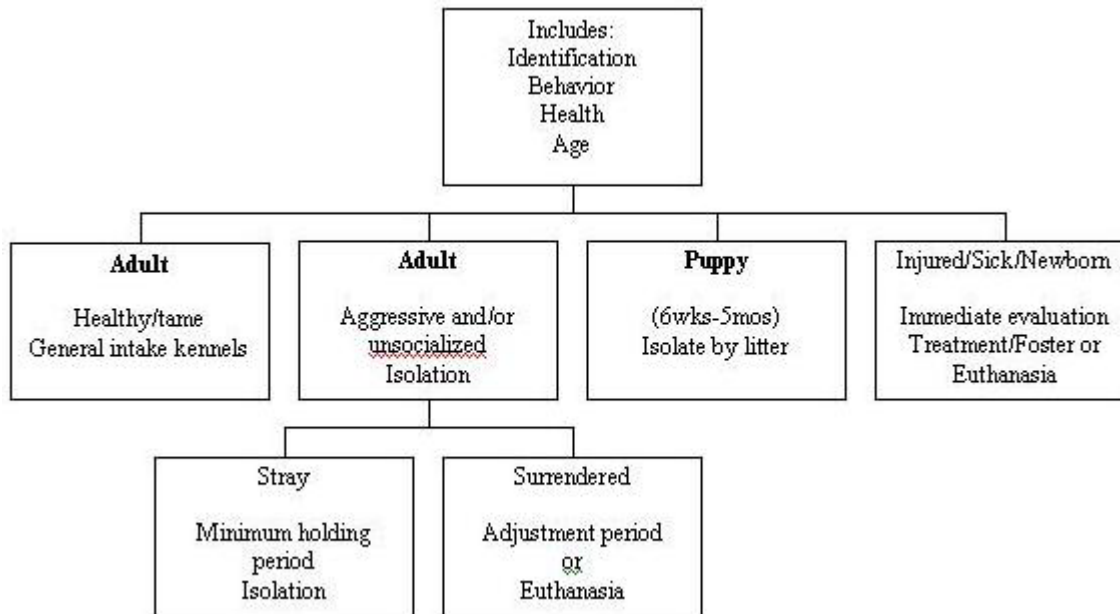 Includes:
Identification
Behavior
Health
Age
Adult
Healthy/tame
General intake kennels
Adult
Aggressive and/or
unsocialized
Isolation
Puppy
(6wks-5mos)
Isolate by litter
Injured/Sick/Newborn
Immediate evaluation
Treatment/Foster or
Euthanasia
Stray
Minimum holding
period
Isolation
Surrendered
Adjustment period
or
Euthanasia